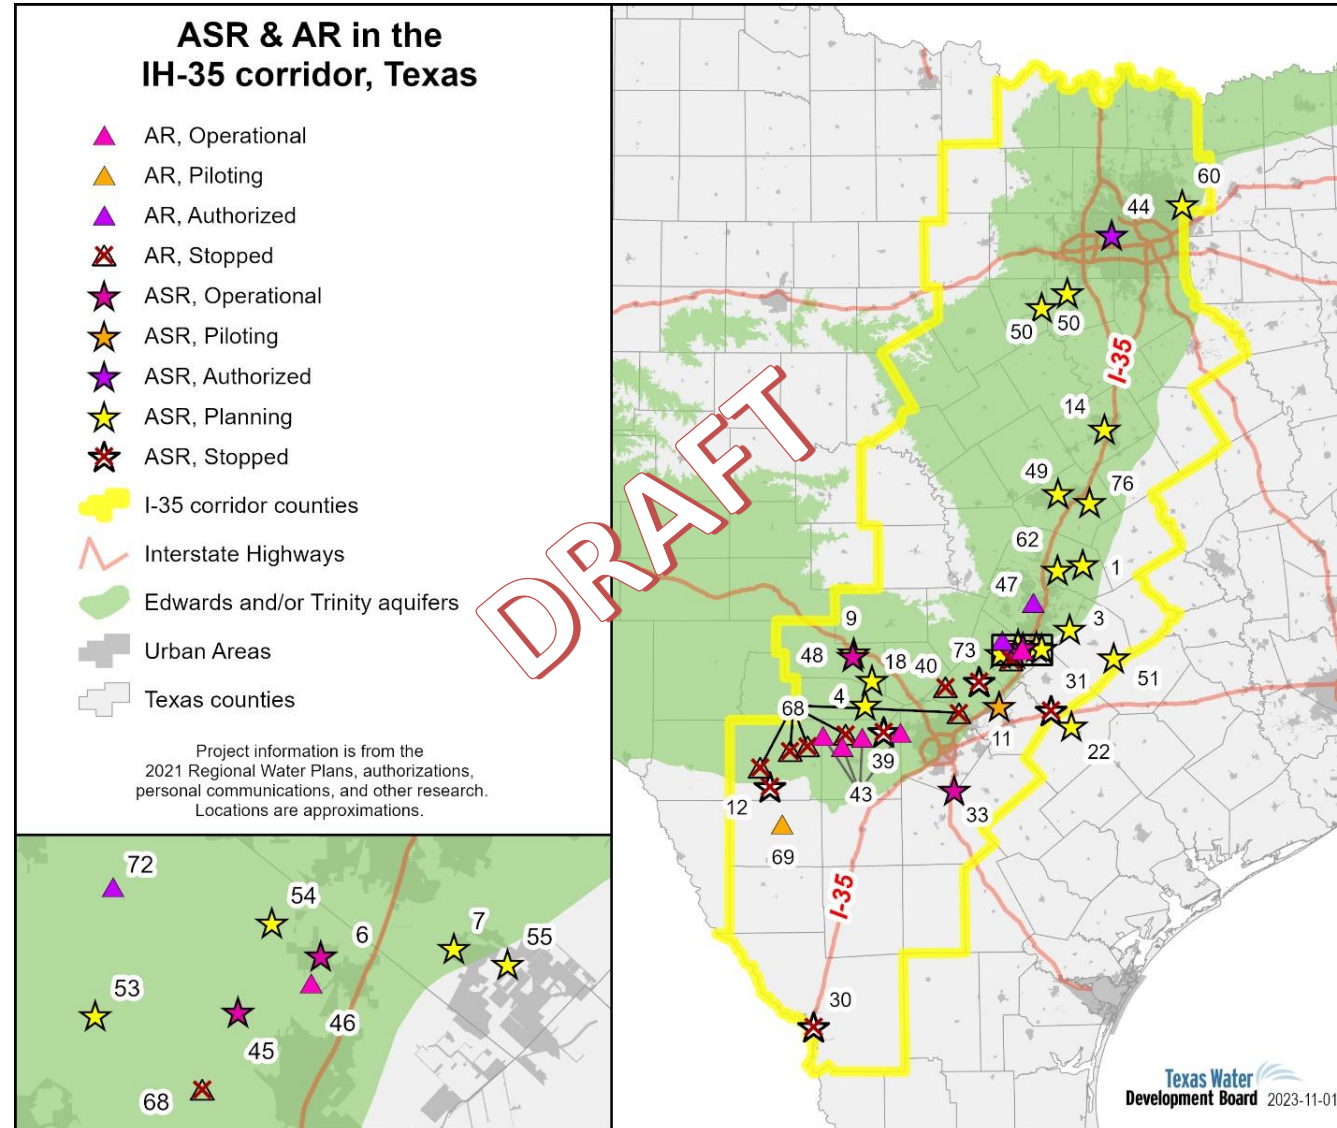 ASR & AR in the
IH-35 corridor, Texas
AR, Operational
AR, Piloting
AR, Authorized
AR, Stopped
ASR, Operational
ASR, Piloting
ASR, Authorized
ASR, Planning
ASR, Stopped
I-35 corridor counties
Interstate Highways
Edwards and/or Trinity aquifers
Urban Areas
Texas counties
Project information is from the
2021 Regional Water Plans, authorizations,
personal communications, and other research.
Locations are approximations.
72
54
6
7
55
53
46
45
68
DRAFT
60
44
50
50
I-35
14
49
76
62
1
47
3
9
48
18
40
73
4
31
51
68
11
22
39
43
12
33
69
I-35
30
Texas Water
Development Board 2023-11-01